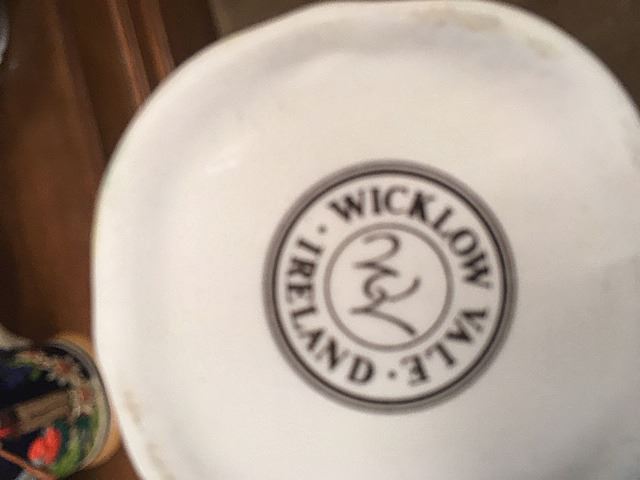 WICKLOW VALE · IRELAND ·